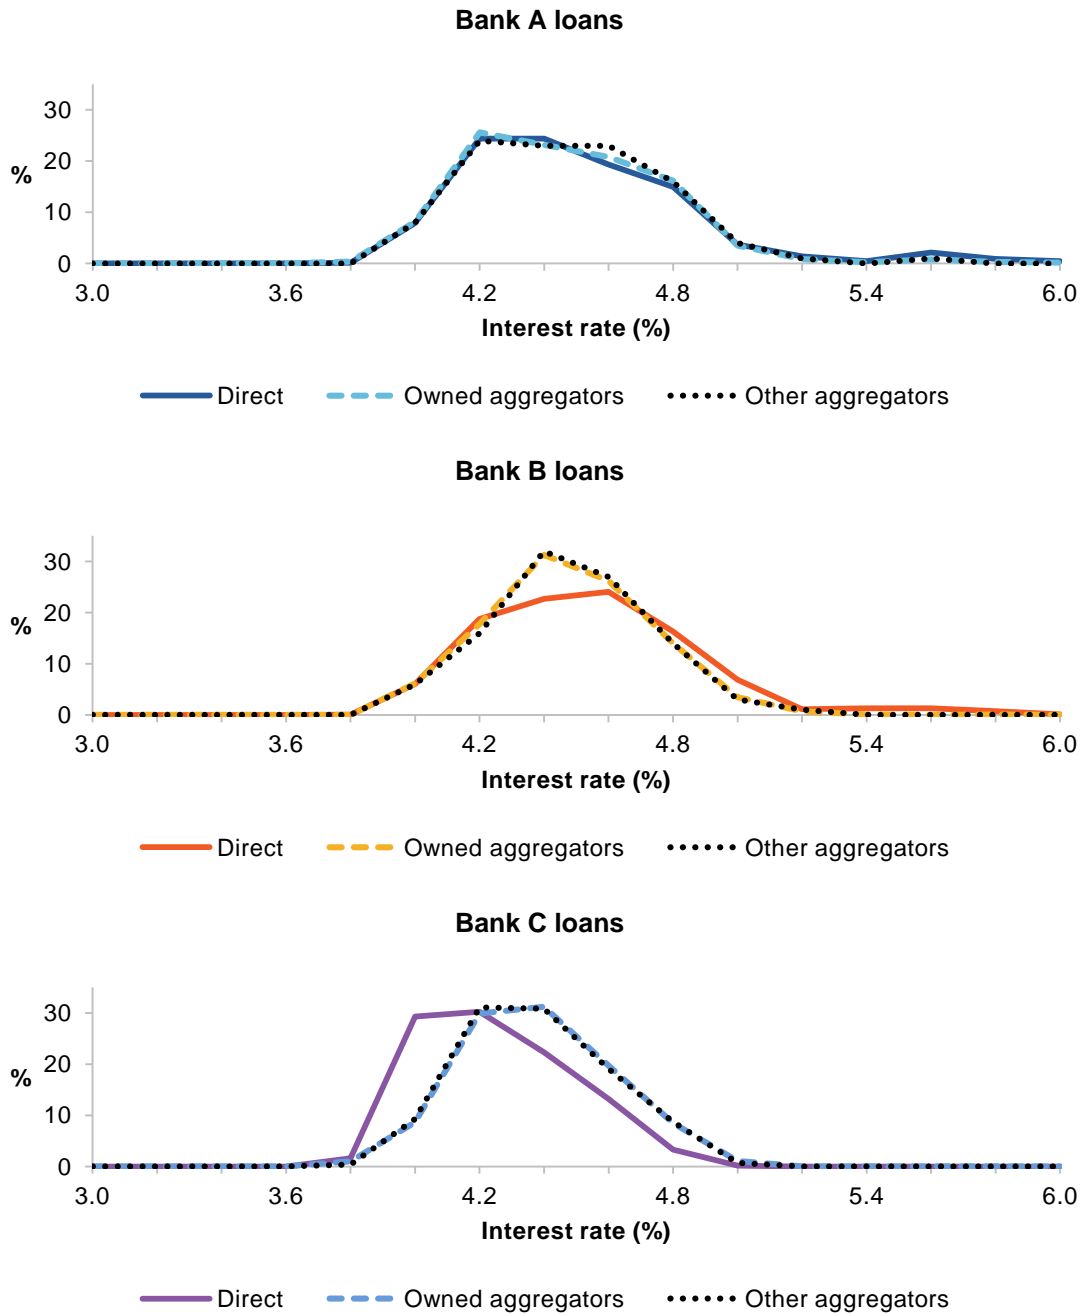 Bank A loans
30
20
%
10
0
3.0 3.6 4.2 4.8 5.4 6.0
Interest rate (%)
Direct Owned aggregators Other aggregators
Bank B loans
30
20
%
10
0
3.0 3.6 4.2 4.8 5.4 6.0
Interest rate (%)
Direct Owned aggregators Other aggregators
Bank C loans
30
20
%
10
0
3.0 3.6 4.2 4.8 5.4 6.0
Interest rate (%)
Direct Owned aggregators Other aggregators